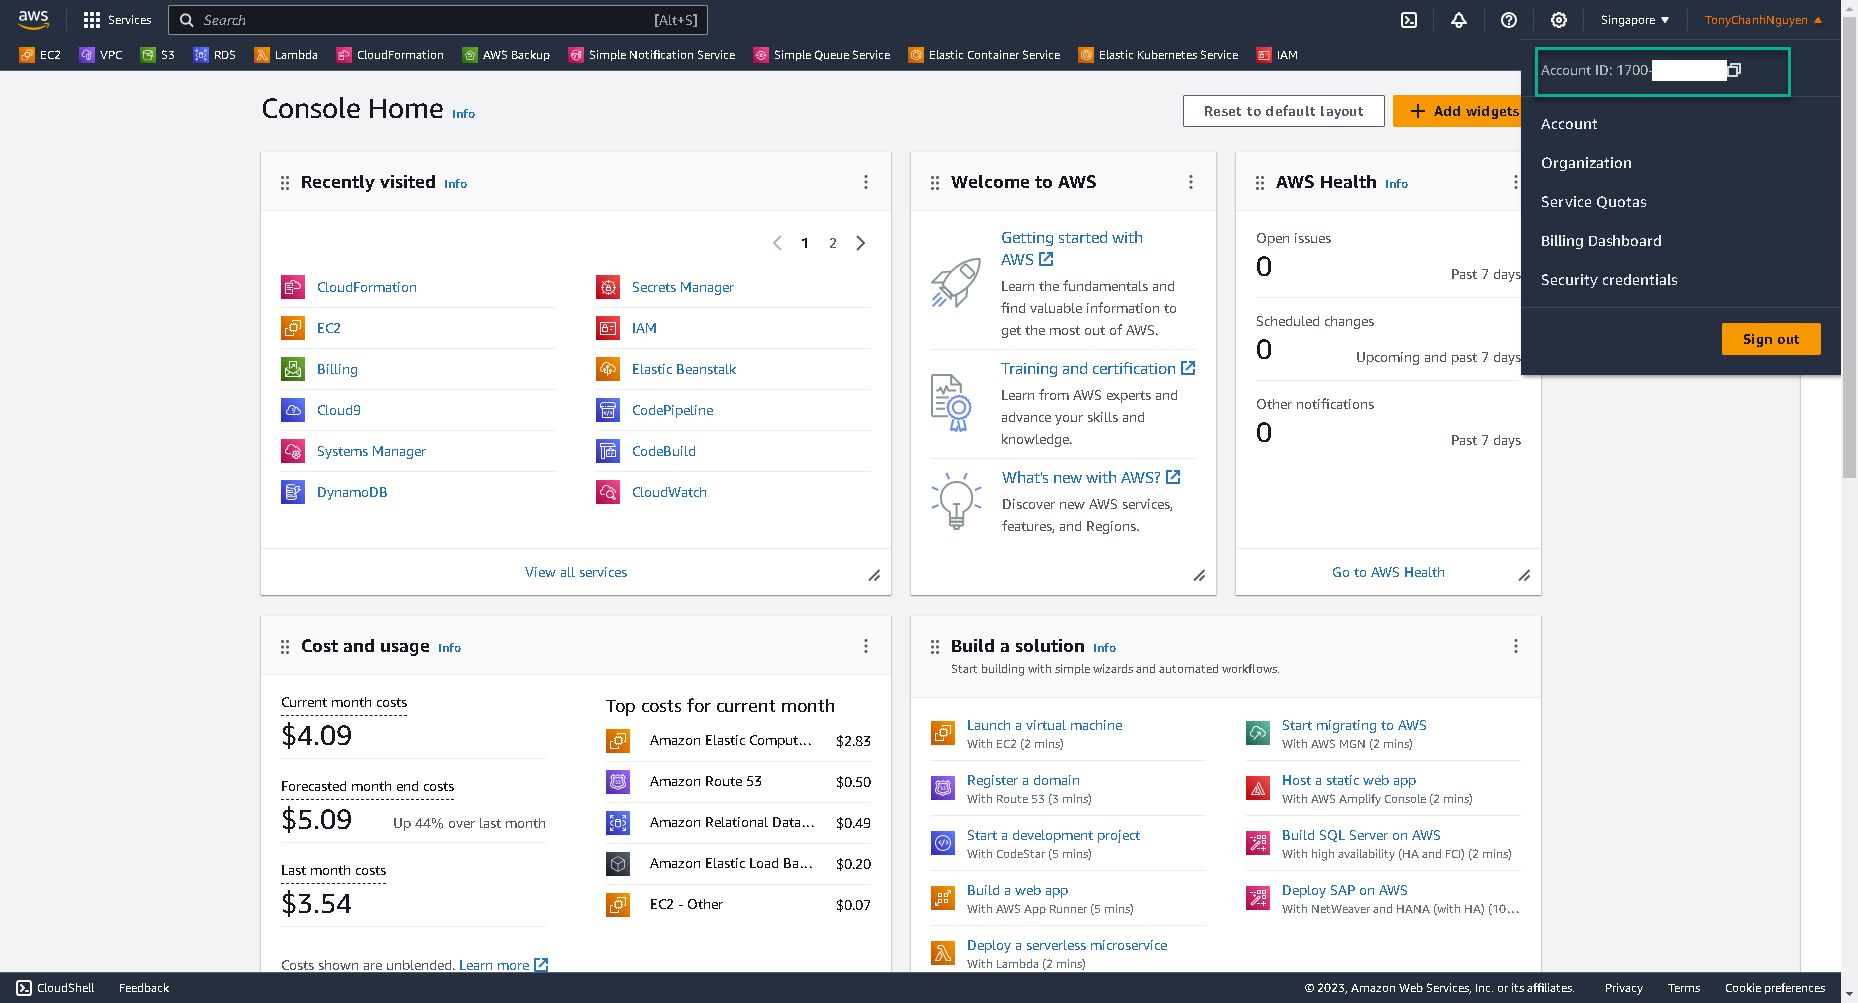 aws
Services
Search
[Alt+S]
Singapore
TonyChanhNguyen
EC2
VPC
S3
RDS
Lambda
CloudFormation
AWS Backup
Simple Notification Service
Simple Queue Service
Elastic Container Service
Elastic Kubernetes Service
IAM
Account ID: 1700-
Account
Organization
Service Quotas
Billing Dashboard
Security credentials
Sign out
Console Home Info
Reset to default layout
Add widgets
Recently visited Info
1
2
CloudFormation
EC2
Billing
Cloud9
Systems Manager
DynamoDB
Secrets Manager
IAM
Elastic Beanstalk
CodePipeline
CodeBuild
CloudWatch
View all services
Welcome to AWS
Getting started with
AWS
Learn the fundamentals and
find valuable information to
get the most out of AWS.
Training and certification
Learn from AWS experts and
advance your skills and
knowledge.
What's new with AWS?
Discover new AWS services,
features, and Regions.
AWS Health Info
Open issues
0
Past 7 days
Scheduled changes
0
Upcoming and past 7 days
Other notifications
0
Past 7 days
Go to AWS Health
Cost and usage Info
Current month costs
$4.09
Forecasted month end costs
$5.09
Up 44% over last month
Last month costs
$3.54
Costs shown are unblended. Learn more
Top costs for current month
Amazon Elastic Comput... $2.83
Amazon Route 53 $0.50
Amazon Relational Data... $0.49
Amazon Elastic Load Ba... $0.20
EC2 - Other $0.07
Build a solution Info
Start building with simple wizards and automated workflows.
Launch a virtual machine
With EC2 (2 mins)
Register a domain
With Route 53 (3 mins)
Start a development project
With CodeStar (5 mins)
Build a web app
With AWS App Runner (5 mins)
Deploy a serverless microservice
With Lambda (2 mins)
Start migrating to AWS
With AWS MGN (2 mins)
Host a static web app
With AWS Amplify Console (2 mins)
Build SQL Server on AWS
With high availability (HA and FCI) (2 mins)
Deploy SAP on AWS
With NetWeaver and HANA (with HA) (10...
CloudShell
Feedback
© 2023, Amazon Web Services, Inc. or its affiliates.
Privacy
Terms
Cookie preferences